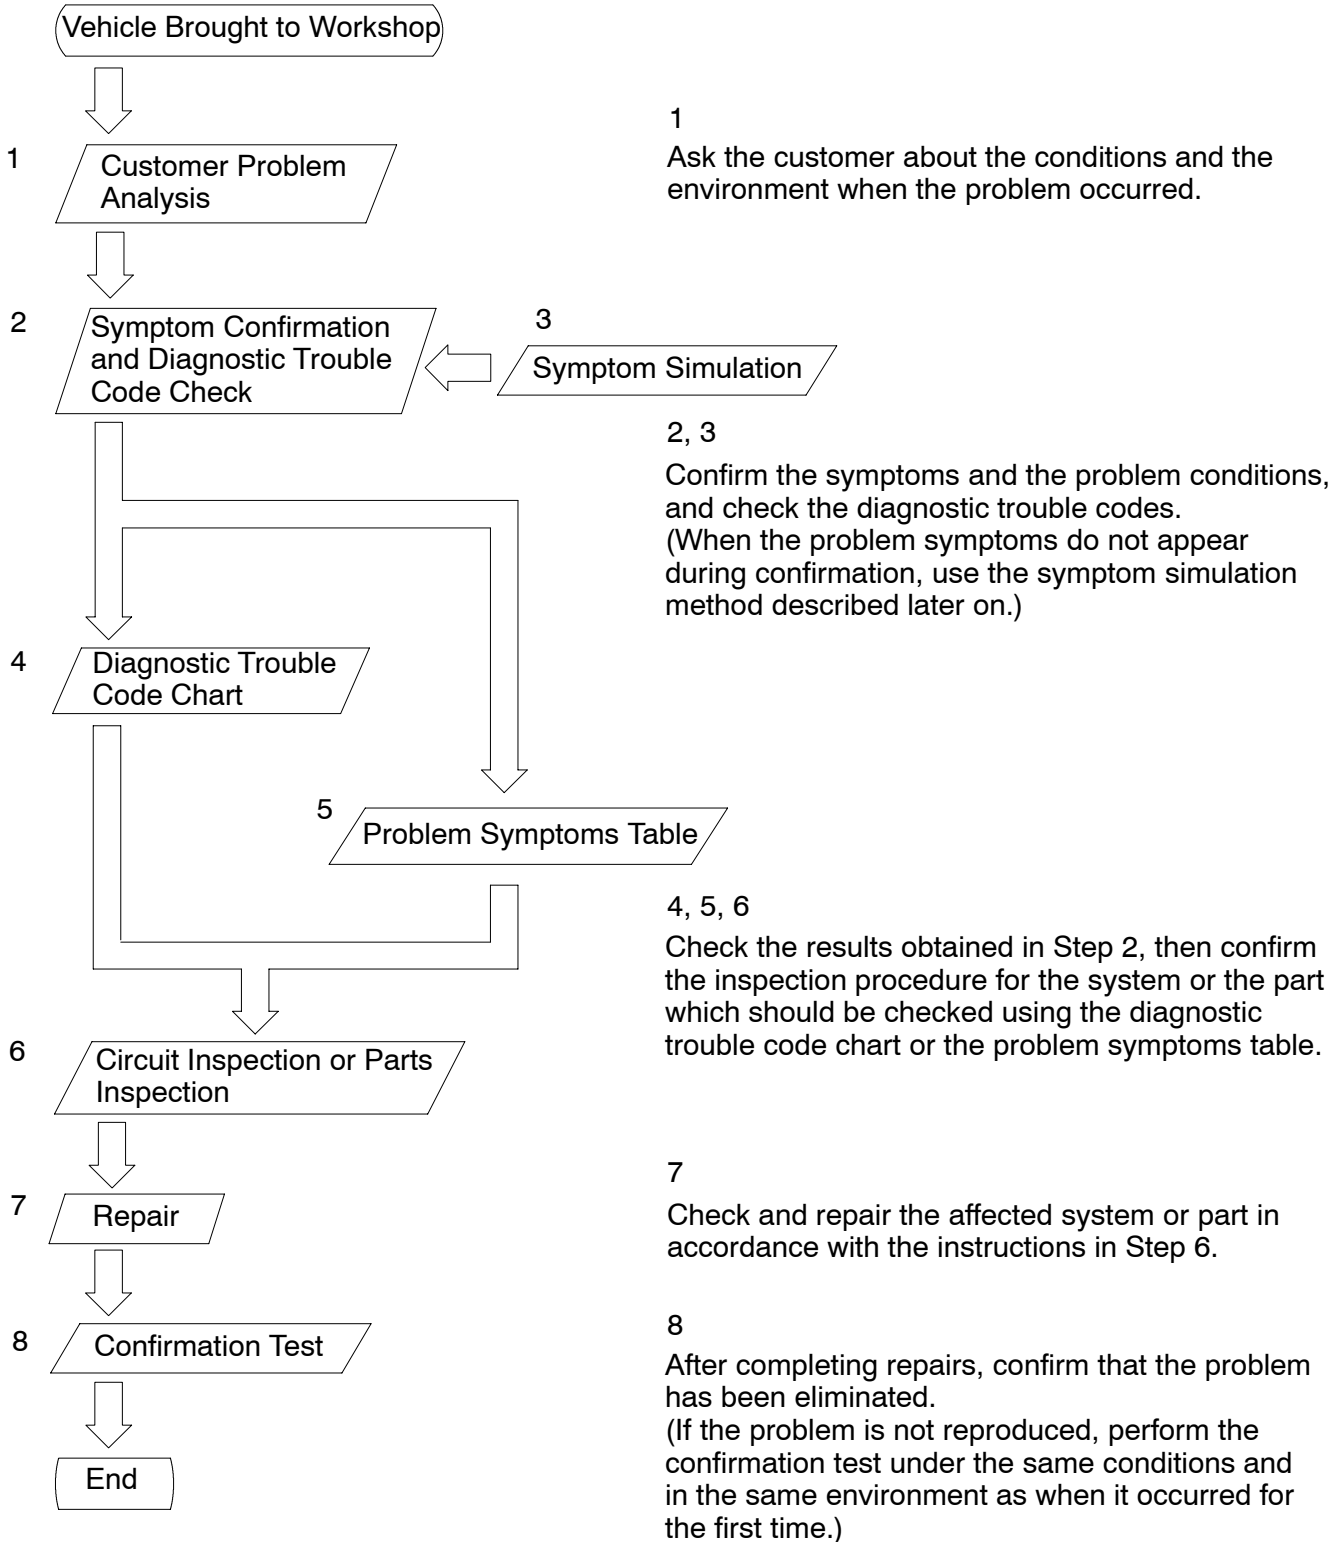 Vehicle Brought to Workshop
1
Customer Problem
Analysis
1
Ask the customer about the conditions and the
environment when the problem occurred.
2
Symptom Confirmation
and Diagnostic Trouble
Code Check
3
Symptom Simulation
2, 3
Confirm the symptoms and the problem conditions,
and check the diagnostic trouble codes.
(When the problem symptoms do not appear
during confirmation, use the symptom simulation
method described later on.)
4
Diagnostic Trouble
Code Chart
5
Problem Symptoms Table
4, 5, 6
Check the results obtained in Step 2, then confirm
the inspection procedure for the system or the part
which should be checked using the diagnostic
trouble code chart or the problem symptoms table.
6
Circuit Inspection or Parts
Inspection
7
Repair
7
Check and repair the affected system or part in
accordance with the instructions in Step 6.
8
Confirmation Test
8
After completing repairs, confirm that the problem
has been eliminated.
(If the problem is not reproduced, perform the
confirmation test under the same conditions and
in the same environment as when it occurred for
the first time.)
End